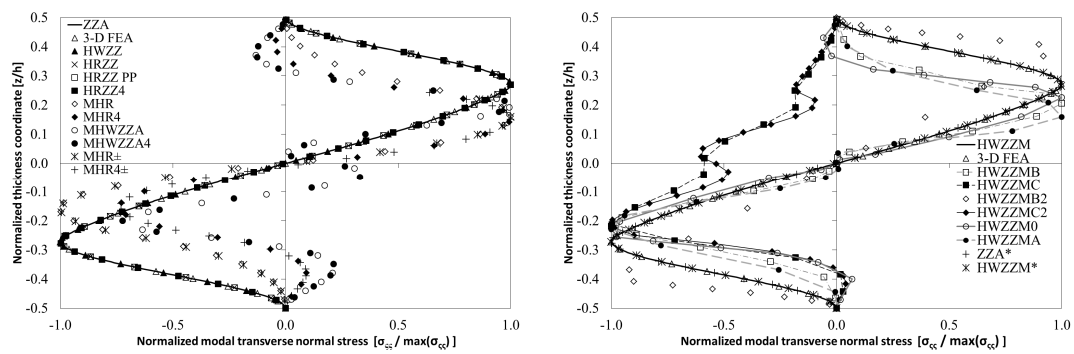 0.5
0.4
0.3
0.2
0.1
0.0
-0.1
-0.2
-0.3
-0.4
-0.5
Normalized thickness coordinate [z/h]
ZZA
3-D FEA
HWZZ
HRZZ
HRZZ PP
HRZZ4
MHR
MHR4
MHWZZA
MHWZZA4
MHR±
MHR4±
-1.0 -0.5 0.0 0.5 1.0
Normalized modal transverse normal stress [σςς / max(σςς) ]
0.5
0.4
0.3
0.2
0.1
0.0
-0.1
-0.2
-0.3
-0.4
-0.5
Normalized thiccness coordinate [z/h]
HWZZM
3-D FEA
HWZZMB
HWZZMC
HWZZMB2
HWZZMC2
HWZZM0
HWZZMA
ZZA*
HWZZM*
-1.0 -0.5 0.0 0.5 1.0
Normalized modal transverse normal stress [σςς / max(σςς) ]